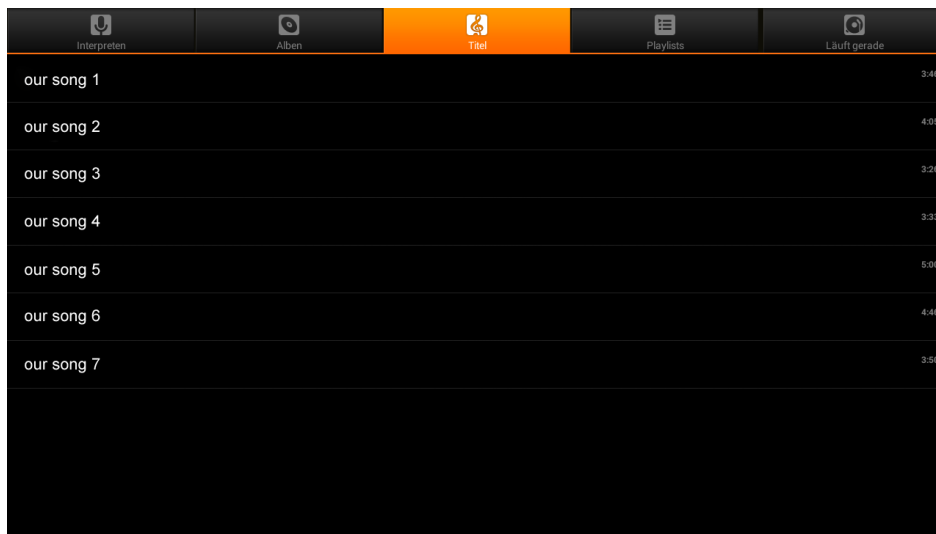 Interpreten Alben Titel Playlists Läuft gerade
our song 1
our song 2
our song 3
our song 4
our song 5
our song 6
our song 7